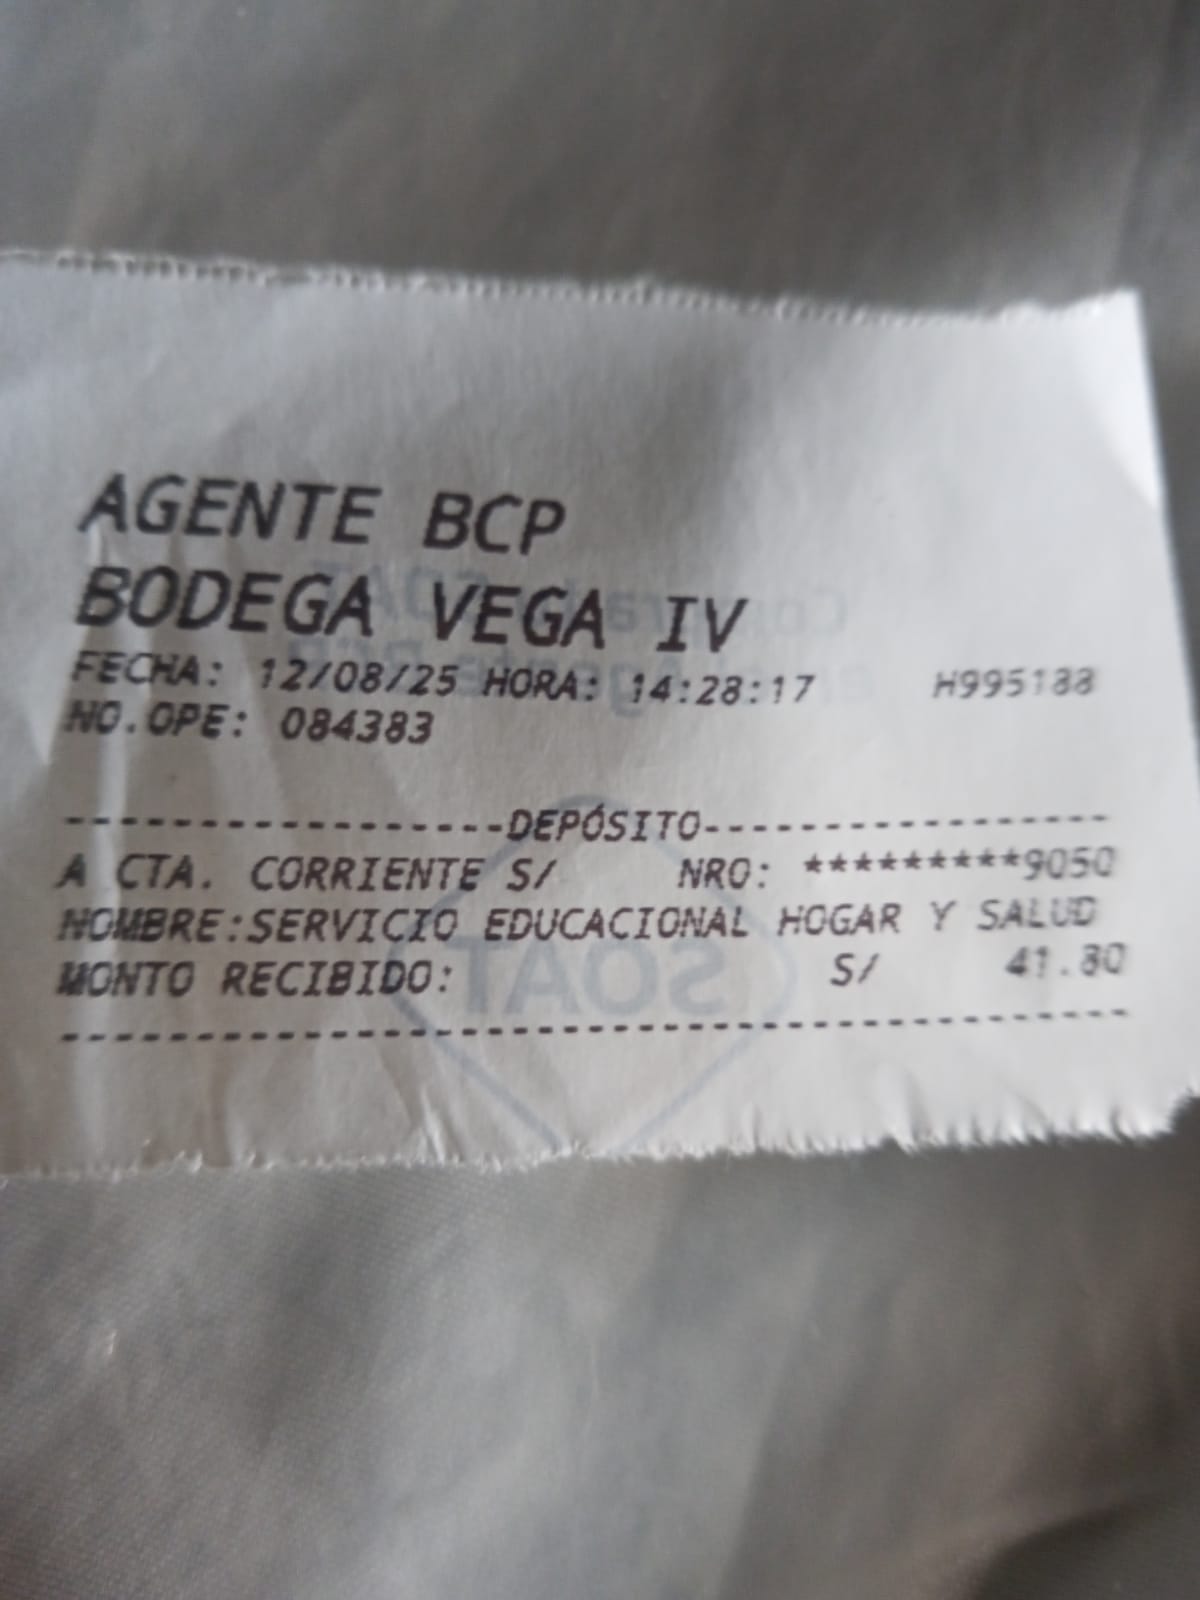 AGENTE BCP
BODEGA VEGA IV
FECHA: 12/08/25 HORA: 14:28:17 H995188
NO.OPE: 084383
------------------DEPÓSITO-----------------
A CTA. CORRIENTE S/ NRO: *********9050
NOMBRE:SERVICIO EDUCACIONAL HOGAR Y SALUD
MONTO RECIBIDO: S/ 41.80
SOAT